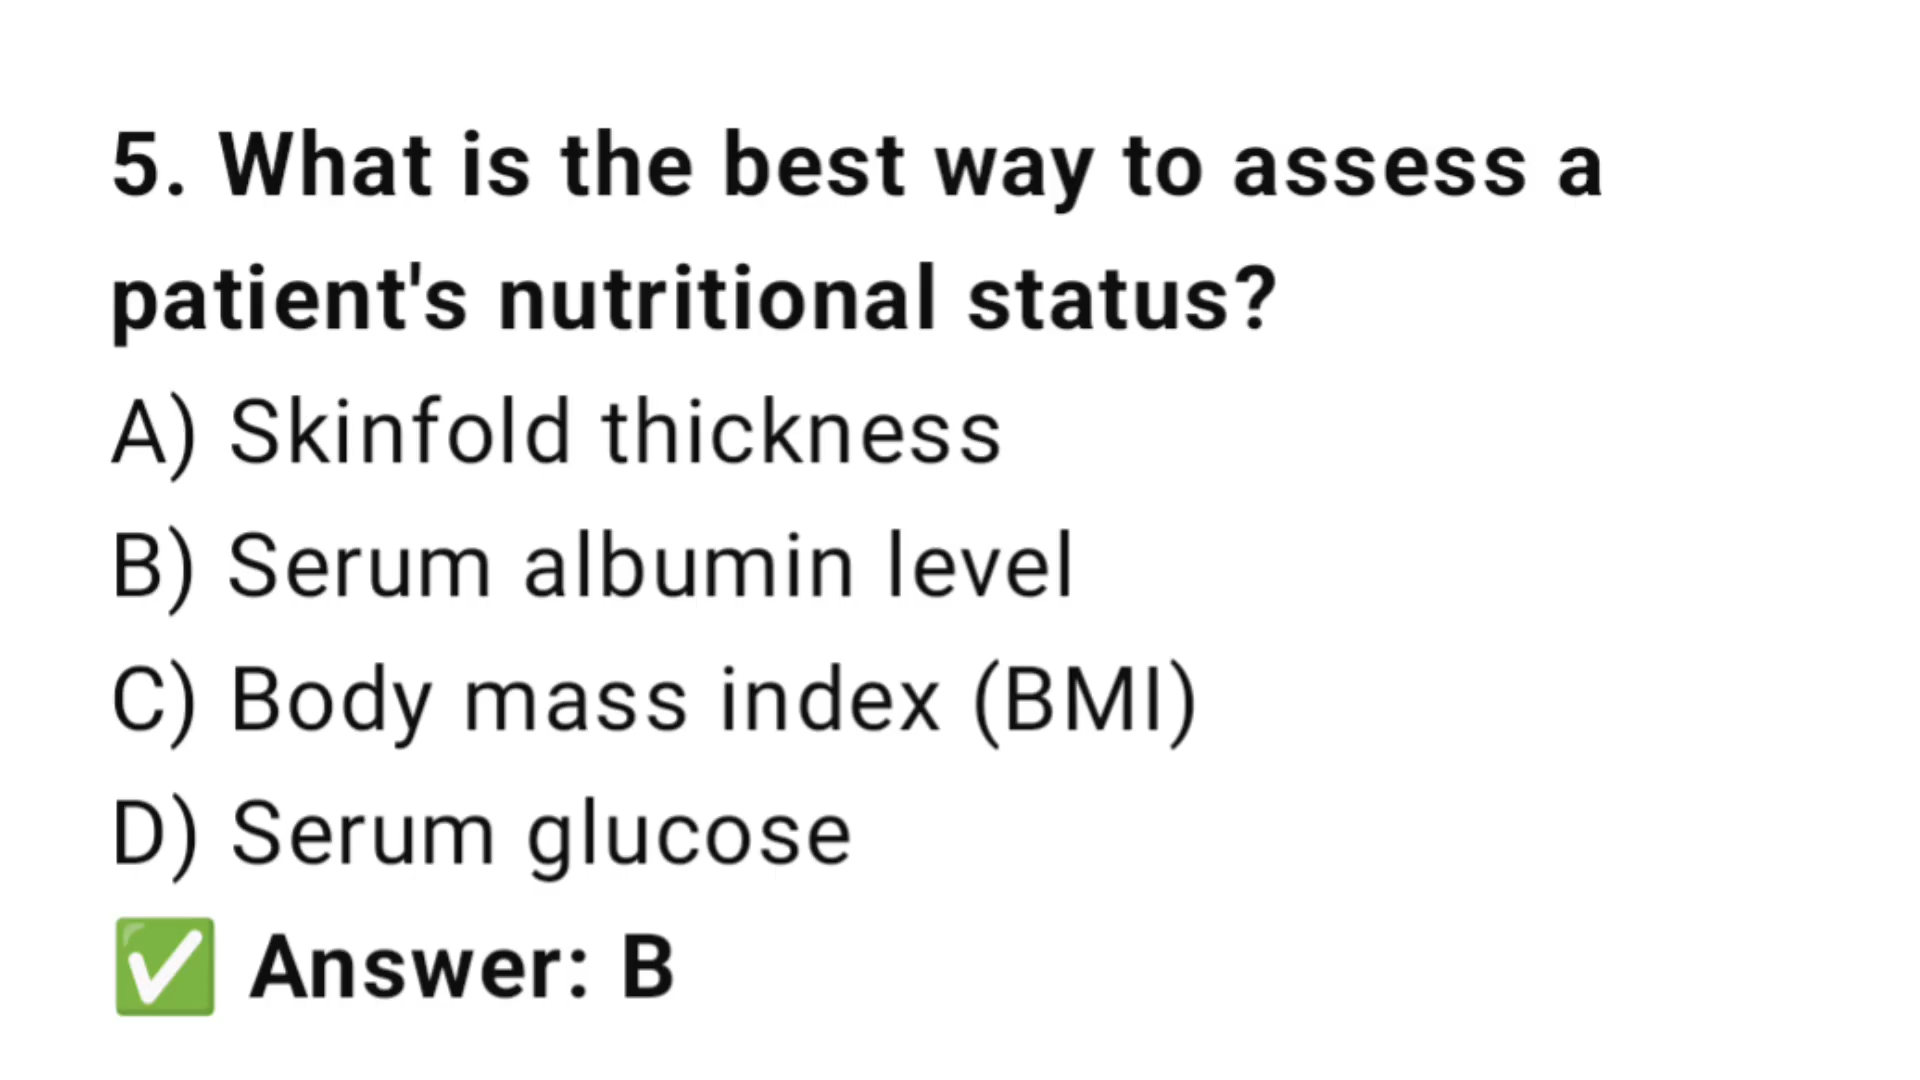 5. What is the best way to assess a
patient's nutritional status?
A) Skinfold thickness
B) Serum albumin level
C) Body mass index (BMI)
D) Serum glucose
✅ Answer: B